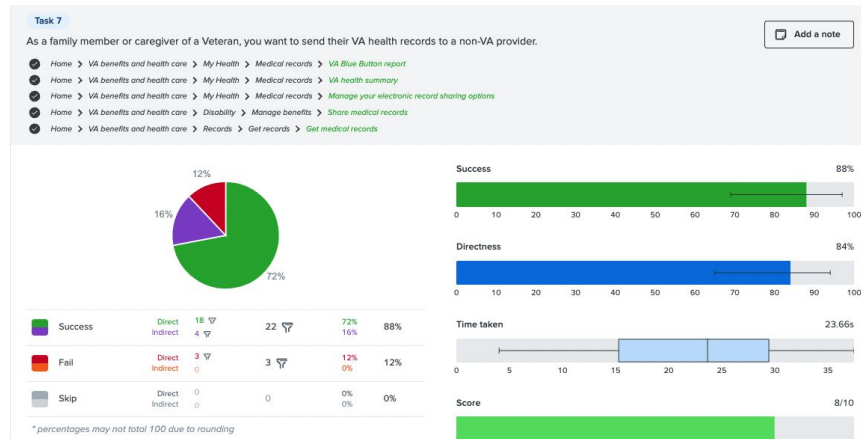 Task 7
As a family member or caregiver of a Veteran, you want to send their VA health records to a non-VA provider.
Add a note
Home > VA benefits and health care > My Health > Medical records > VA Blue Button report
Home > VA benefits and health care > My Health > Medical records > VA health summary
Home > VA benefits and health care > My Health > Medical records > Manage your electronic record sharing options
Home > VA benefits and health care > Disability > Manage benefits > Share medical records
Home > VA benefits and health care > Records > Get records > Get medical records
12%
16%
72%
Success Direct 18 22 72% 88%
Indirect 4 16%
Fail Direct 3 3 12% 12%
Indirect 0 0%
Skip Direct 0 0 0% 0%
Indirect 0 0%
* percentages may not total 100 due to rounding
Success 88%
0 10 20 30 40 50 60 70 80 90 100
Directness 84%
0 10 20 30 40 50 60 70 80 90 100
Time taken 23.66s
0 5 10 15 20 25 30 35
Score 8/10